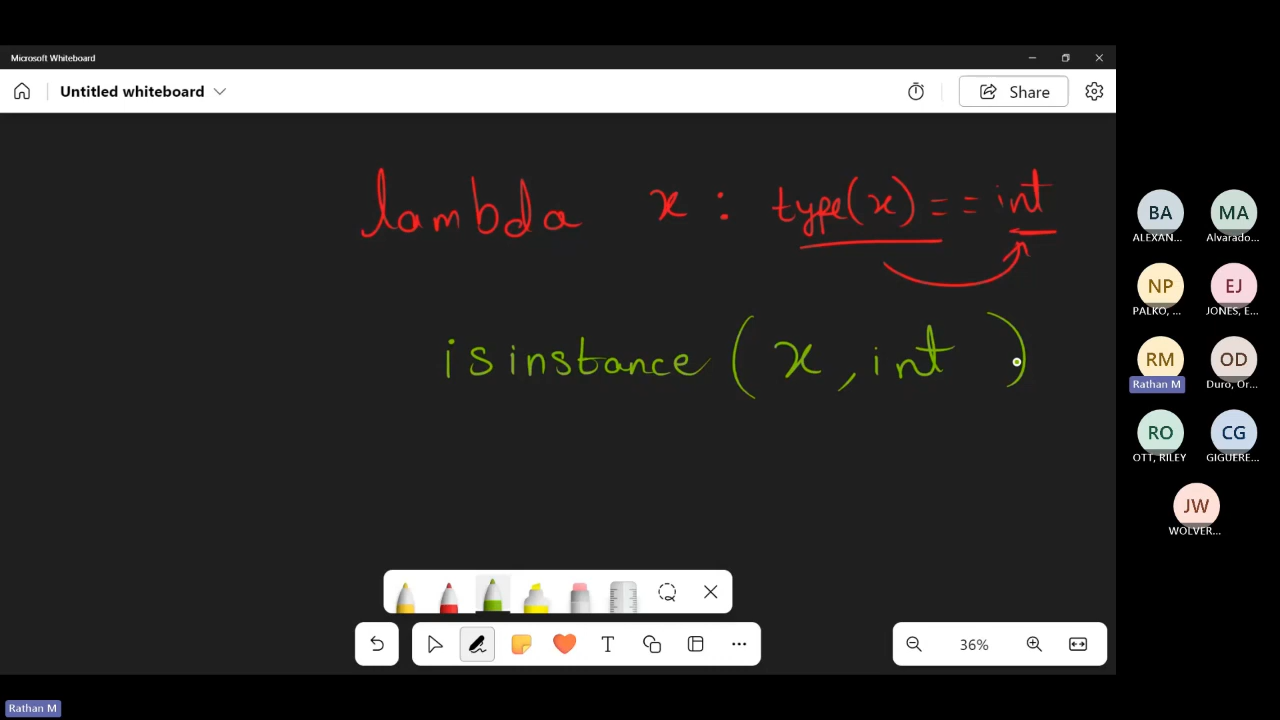 Microsoft Whiteboard
Untitled whiteboard
Share
lambda x : type(x) == int
isinstance ( x , int )
36%
BA MA
ALEXAN... Alvarado...
NP EJ
PALKO, ... JONES, E...
RM OD
Rathan M Duro, Or...
RO CG
OTT, RILEY GIGUERE...
JW
WOLVER...
Rathan M